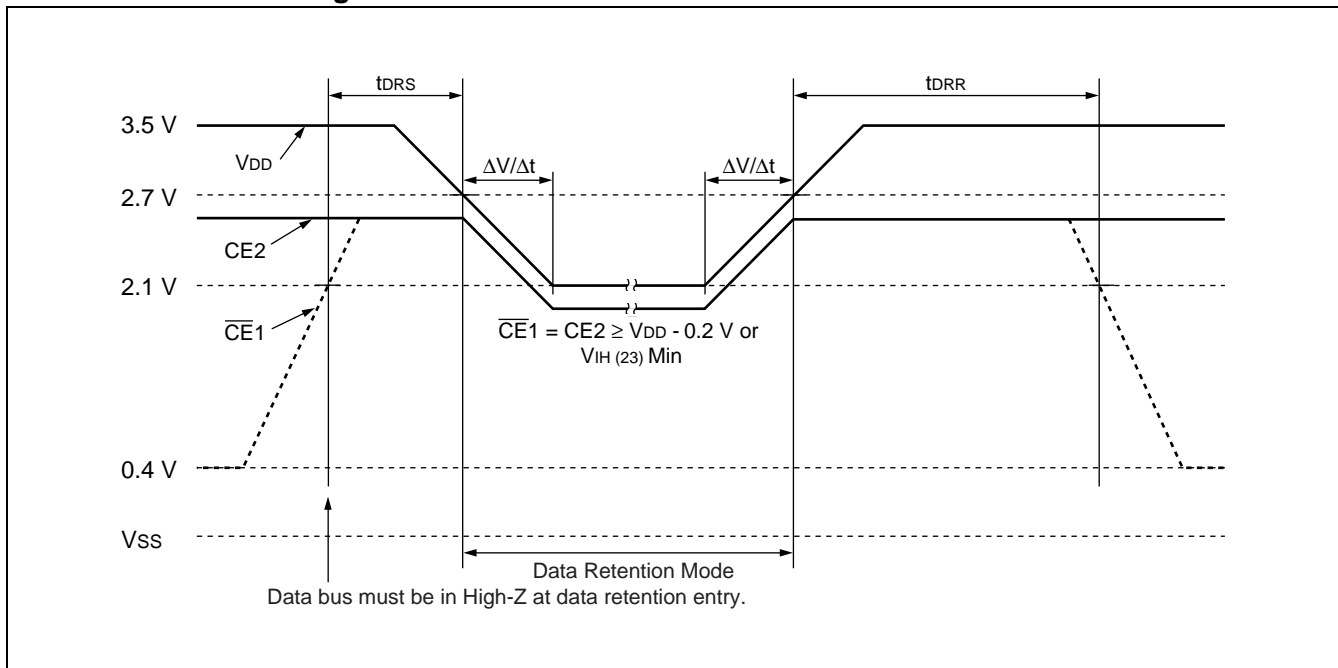 tDRS
tDRR
3.5 V
VDD
ΔV/Δt
ΔV/Δt
2.7 V
CE2
2.1 V
CE1
CE1 = CE2 ≥ VDD - 0.2 V or
VIH (23) Min
0.4 V
VSS
Data Retention Mode
Data bus must be in High-Z at data retention entry.